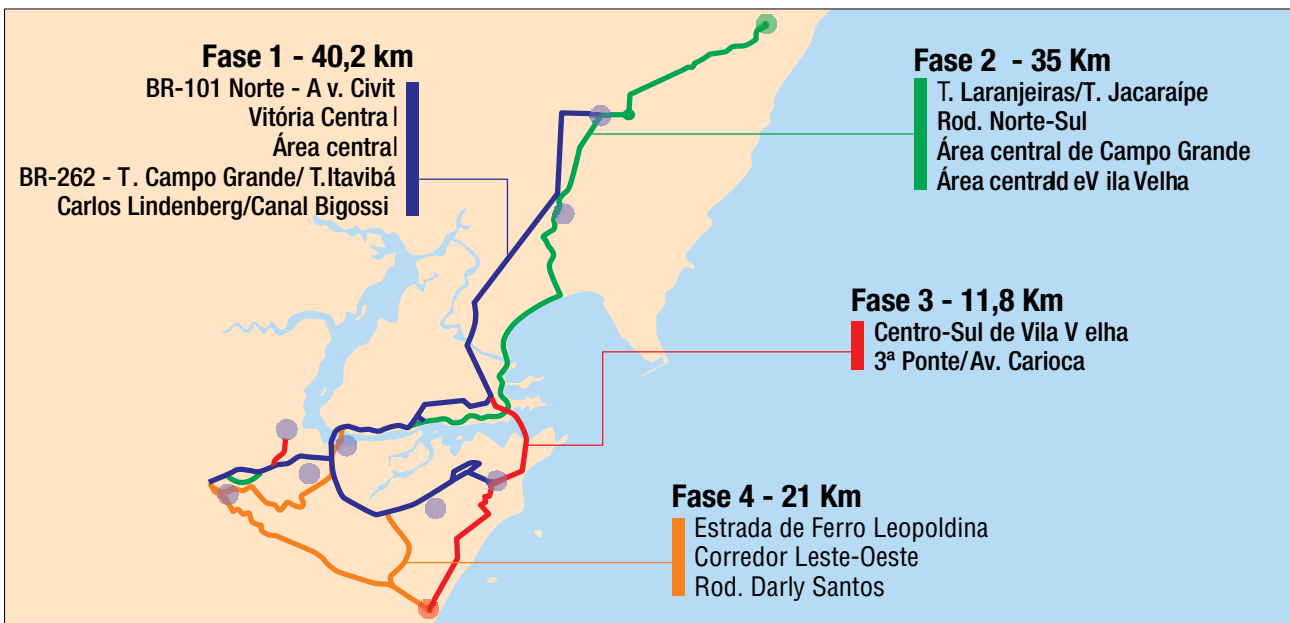 Fase 1 - 40,2 km
BR-101 Norte - A v. Civit
Vitória Central
Área central
BR-262 - T. Campo Grande/ T.Itavibá
Carlos Lindenberg/Canal Bigossi
Fase 2 - 35 Km
T. Laranjeiras/T. Jacaraípe
Rod. Norte-Sul
Área central de Campo Grande
Área centrald eV ila Velha
Fase 3 - 11,8 Km
Centro-Sul de Vila V elha
3ª Ponte/Av. Carioca
Fase 4 - 21 Km
Estrada de Ferro Leopoldina
Corredor Leste-Oeste
Rod. Darly Santos